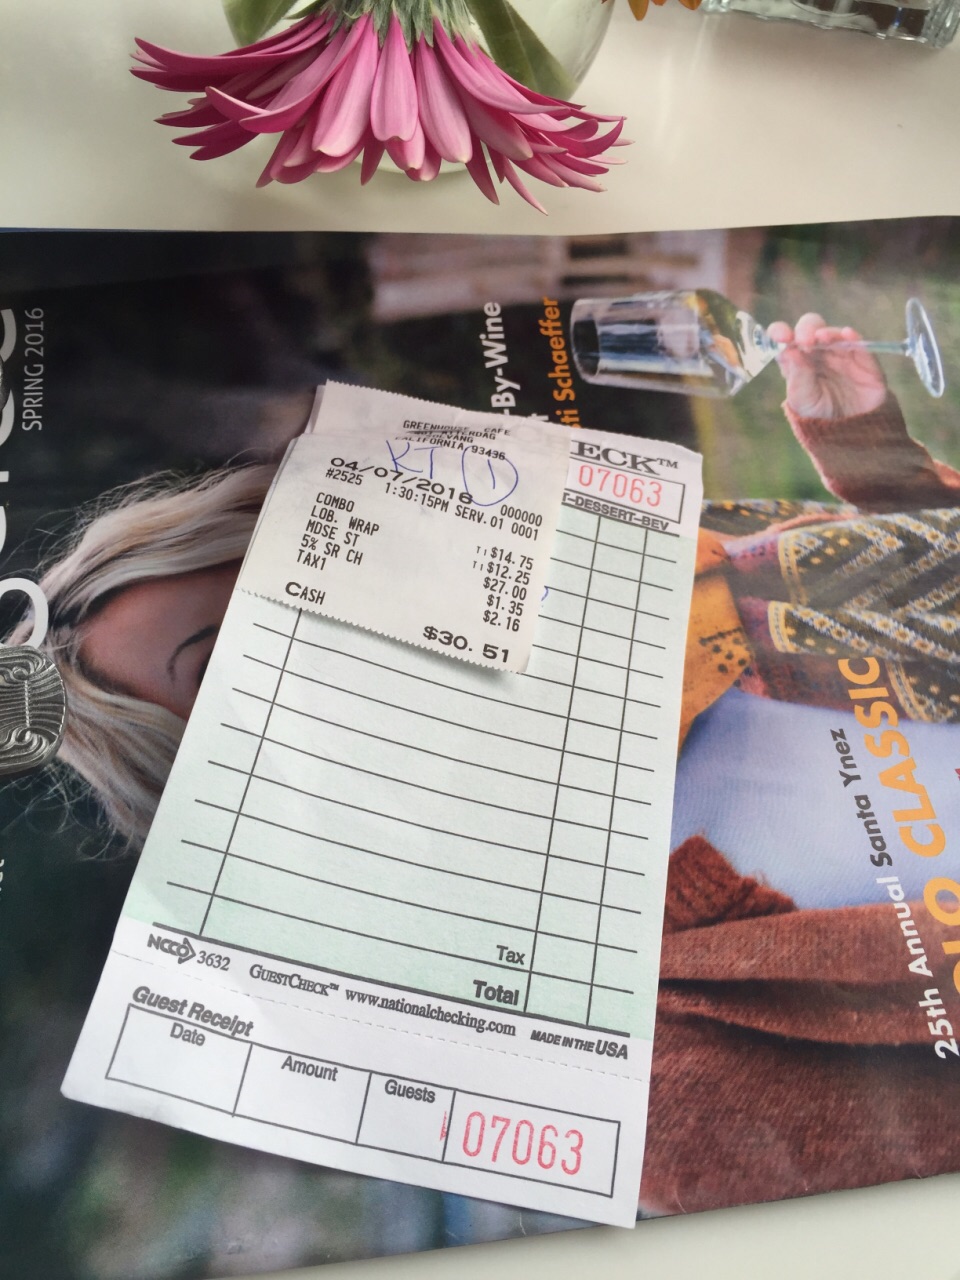 SPRING 2016
-By-Wine
sti Schaeffer
GREENHOUSE CAFE
CALIFORNIA 93436
KT 1
04/07/2016 000000
#2525 1:30:15PM SERV.01 0001
COMBO T1 $14.75
LOB. WRAP T1 $12.25
MDSE ST $27.00
5% SR CH $1.35
TAX1 $2.16
CASH $30.51
ECK™
07063
T-DESSERT-BEV
Tax
Total
NCCO 3632 GUESTCHECK™ www.nationalchecking.com MADE IN THE USA
Guest Receipt
Date Amount Guests
07063
25th Annual Santa Ynez
CLASSIC